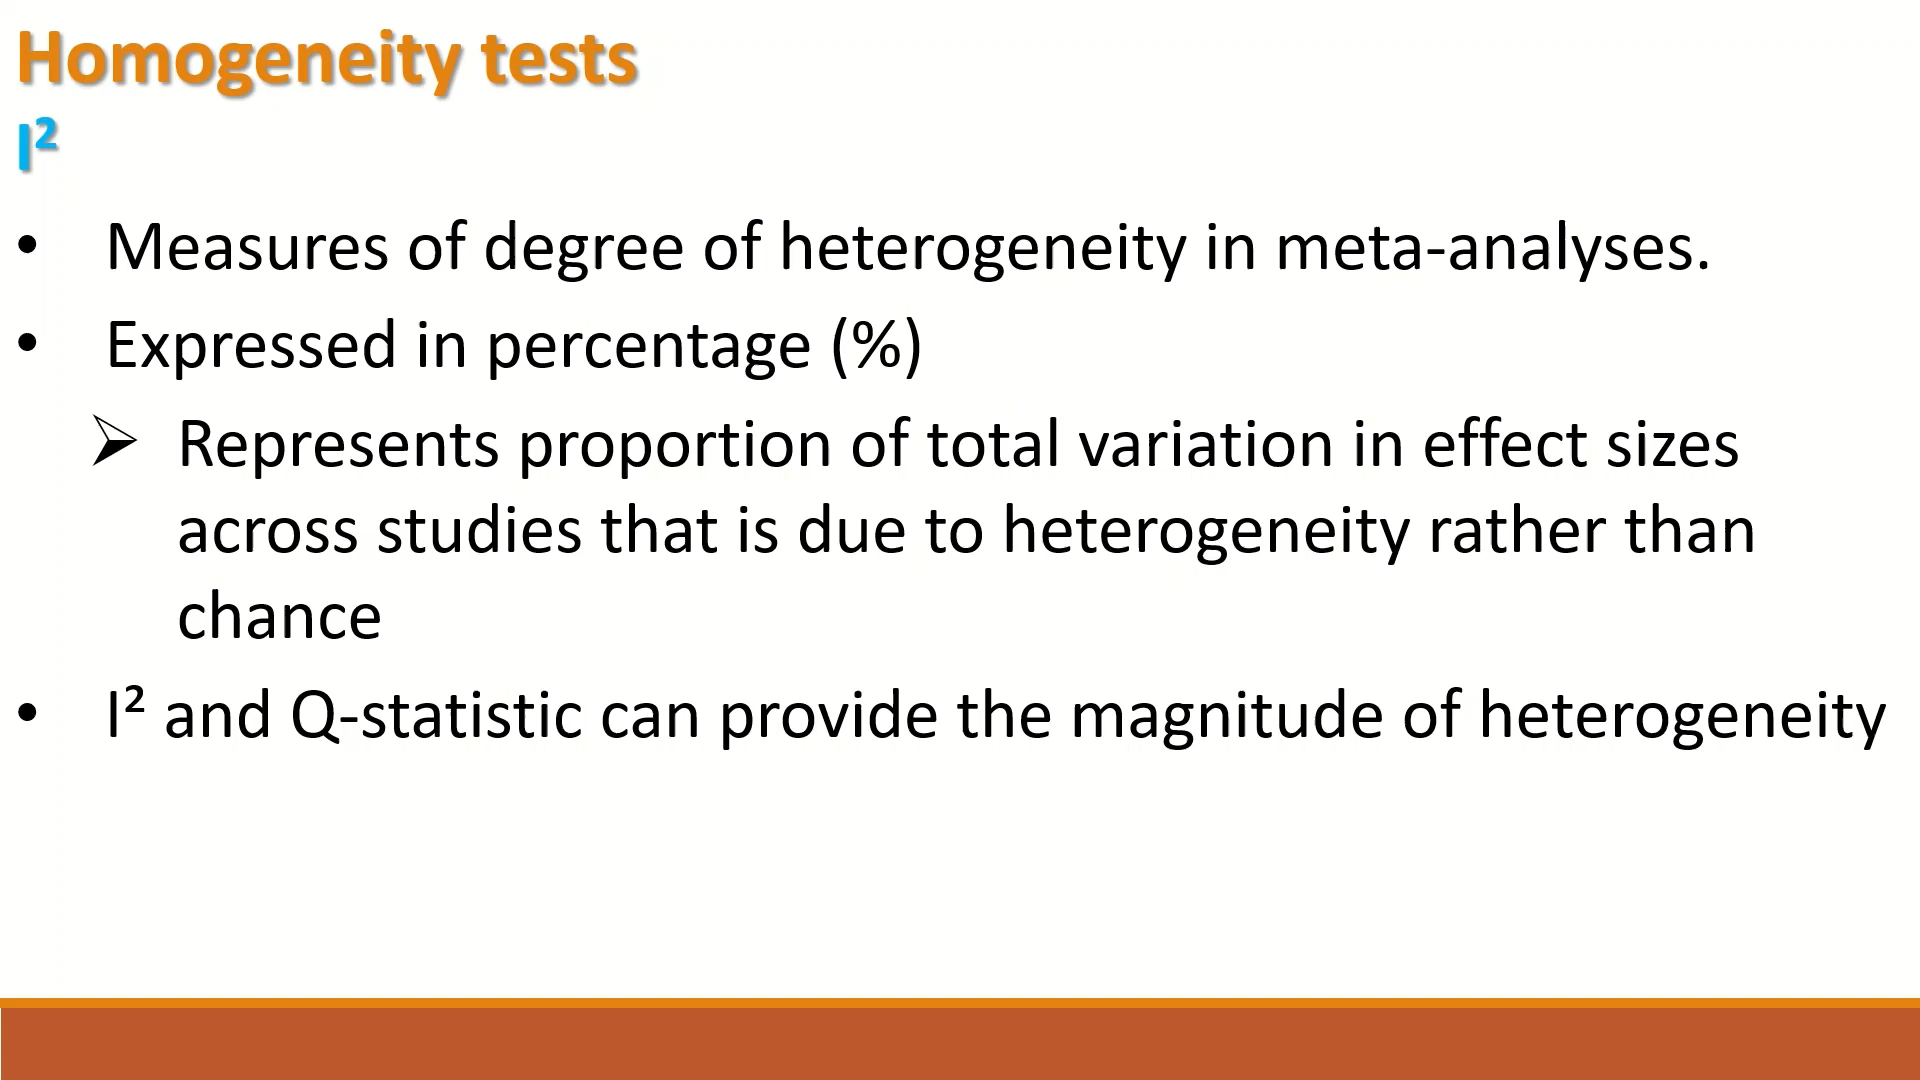 Homogeneity tests
I²
• Measures of degree of heterogeneity in meta-analyses.
• Expressed in percentage (%)
➢ Represents proportion of total variation in effect sizes
across studies that is due to heterogeneity rather than
chance
• I² and Q-statistic can provide the magnitude of heterogeneity